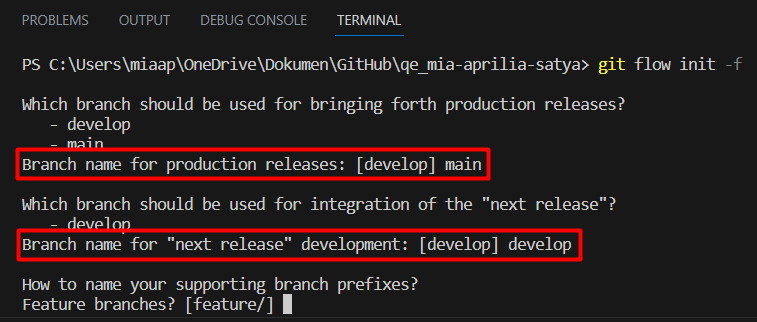 PROBLEMS OUTPUT DEBUG CONSOLE TERMINAL
PS C:\Users\miaap\OneDrive\Dokumen\GitHub\qe_mia-aprilia-satya> git flow init -f
Which branch should be used for bringing forth production releases?
- develop
- main
Branch name for production releases: [develop] main
Which branch should be used for integration of the "next release"?
- develop
Branch name for "next release" development: [develop] develop
How to name your supporting branch prefixes?
Feature branches? [feature/]